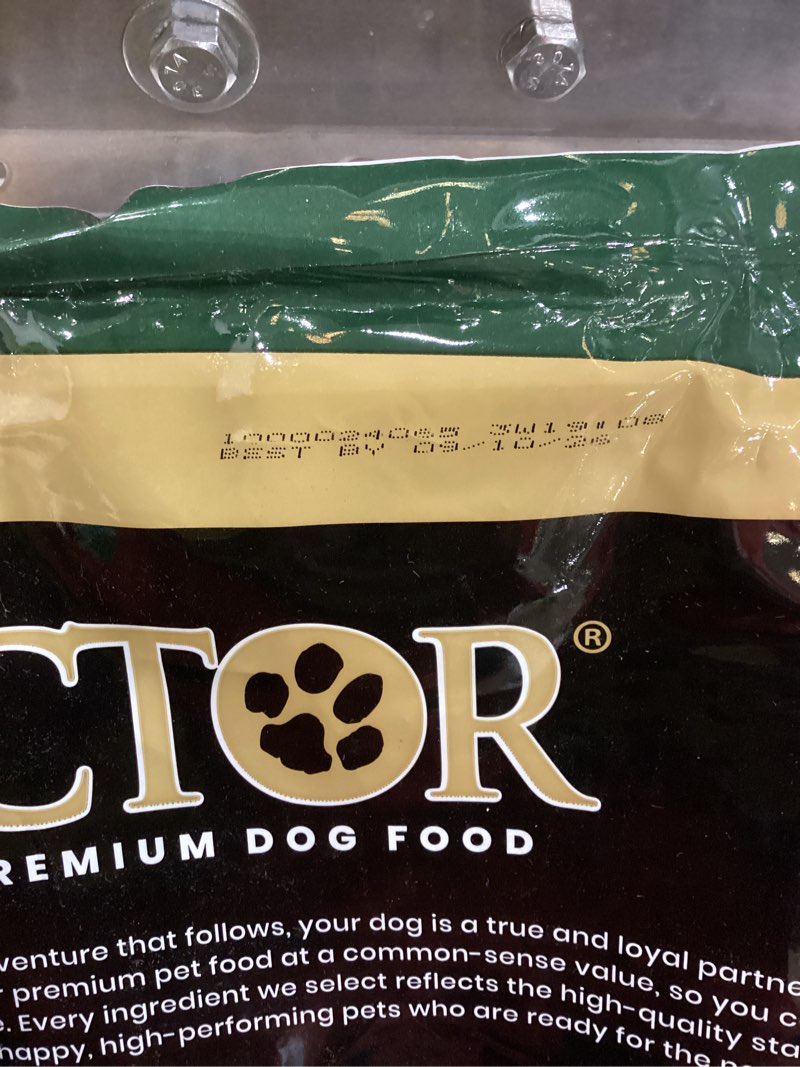 BEST BY
CTOR®
REMIUM DOG FOOD
venture that follows, your dog is a true and loyal partne
r premium pet food at a common-sense value, so you c
e. Every ingredient we select reflects the high-quality sta
happy, high-performing pets who are ready for the